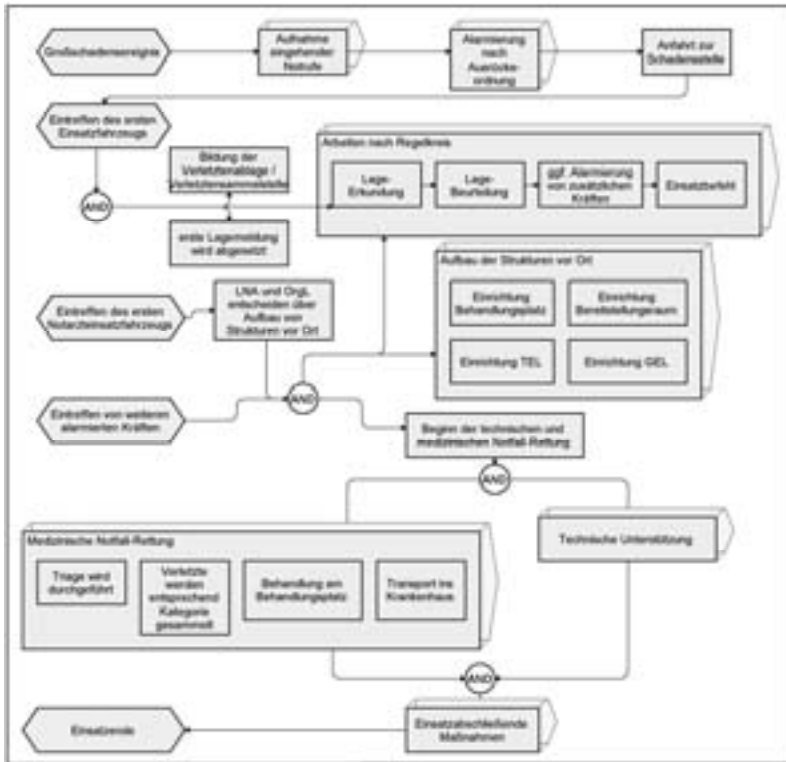 Großschadensereignis
Aufnahme
eingehender
Notrufe
Alarmierung
nach
Ausrücke-
ordnung
Anfahrt zur
Schadensstelle
Eintreffen des ersten
Einsatzfahrzeugs
AND
Bildung der
Verletztenablage /
Verletztensammelstelle
erste Lagemeldung
wird abgesetzt
Arbeiten nach Regelkreis
Lage-
Erkundung
Lage-
Beurteilung
ggf. Alarmierung
von zusätzlichen
Kräften
Einsatzbefehl
Eintreffen des ersten
Notarzteinsatzfahrzeugs
LNA und OrgL
entscheiden über
Aufbau von
Strukturen vor Ort
Aufbau der Strukturen vor Ort
Einrichtung
Behandlungsplatz
Einrichtung
Bereitstellungsraum
Einrichtung TEL
Einrichtung GEL
Eintreffen von weiteren
alarmierten Kräften
AND
Beginn der technischen und
medizinischen Notfall-Rettung
AND
Medizinische Notfall-Rettung
Triage wird
durchgeführt
Verletzte
werden
entsprechend
Kategorie
gesammelt
Behandlung am
Behandlungsplatz
Transport ins
Krankenhaus
Technische Unterstützung
AND
Einsatzabschließende
Maßnahmen
Einsatzende